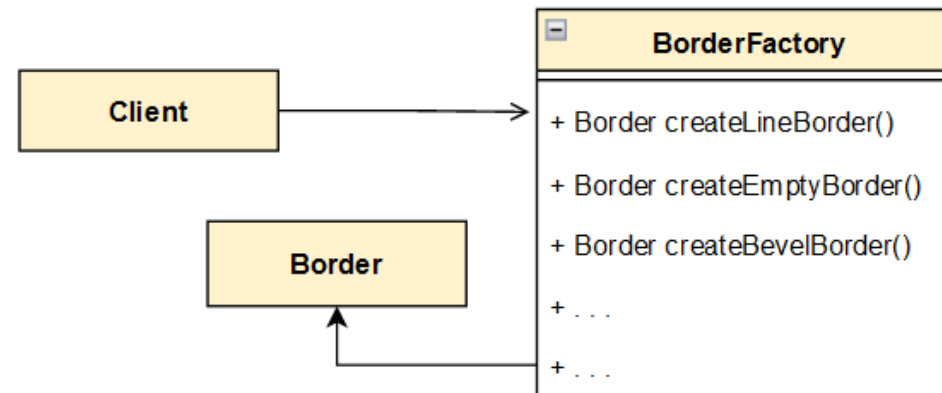 BorderFactory
Client
+ Border createLineBorder()
+ Border createEmptyBorder()
+ Border createBevelBorder()
Border
+ . . .
+ . . .